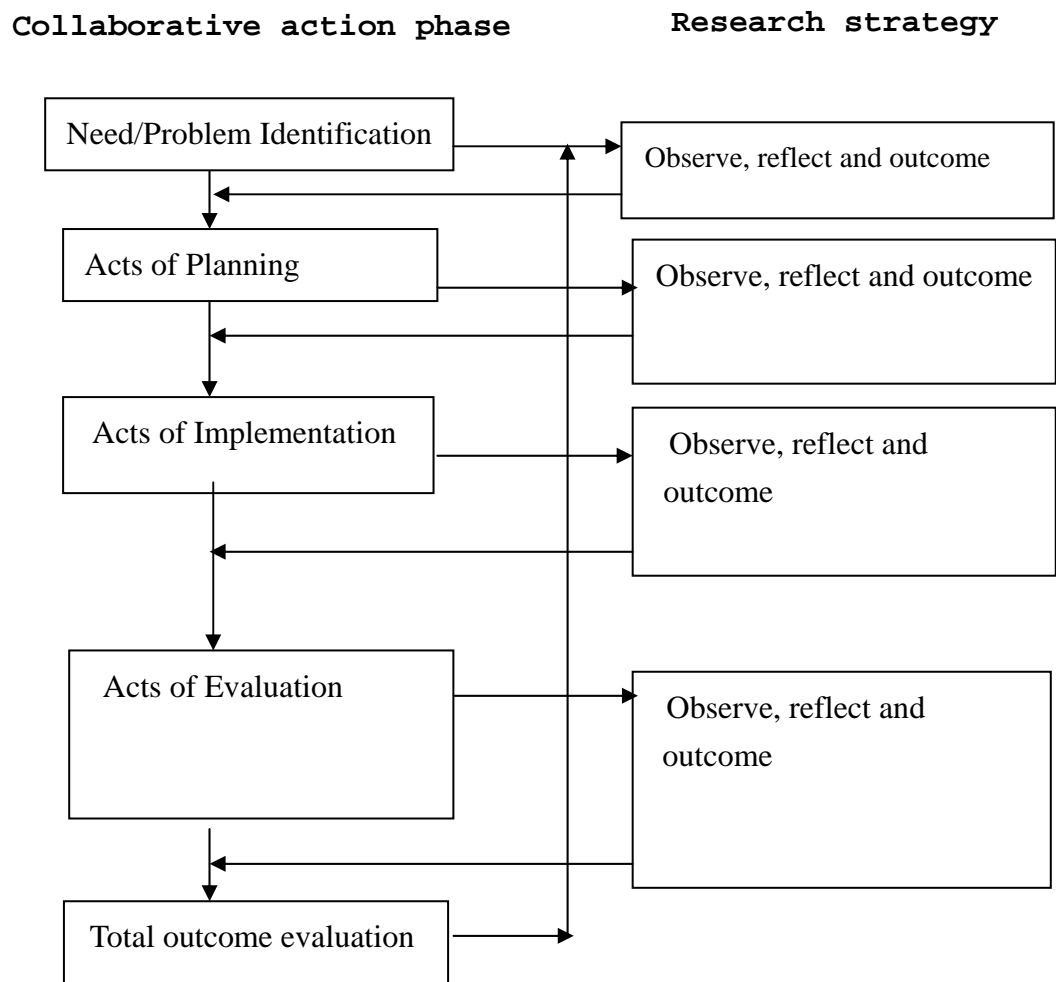 Collaborative action phase
Research strategy
Need/Problem Identification
Observe, reflect and outcome
Acts of Planning
Observe, reflect and outcome
Acts of Implementation
Observe, reflect and
outcome
Acts of Evaluation
Observe, reflect and
outcome
Total outcome evaluation